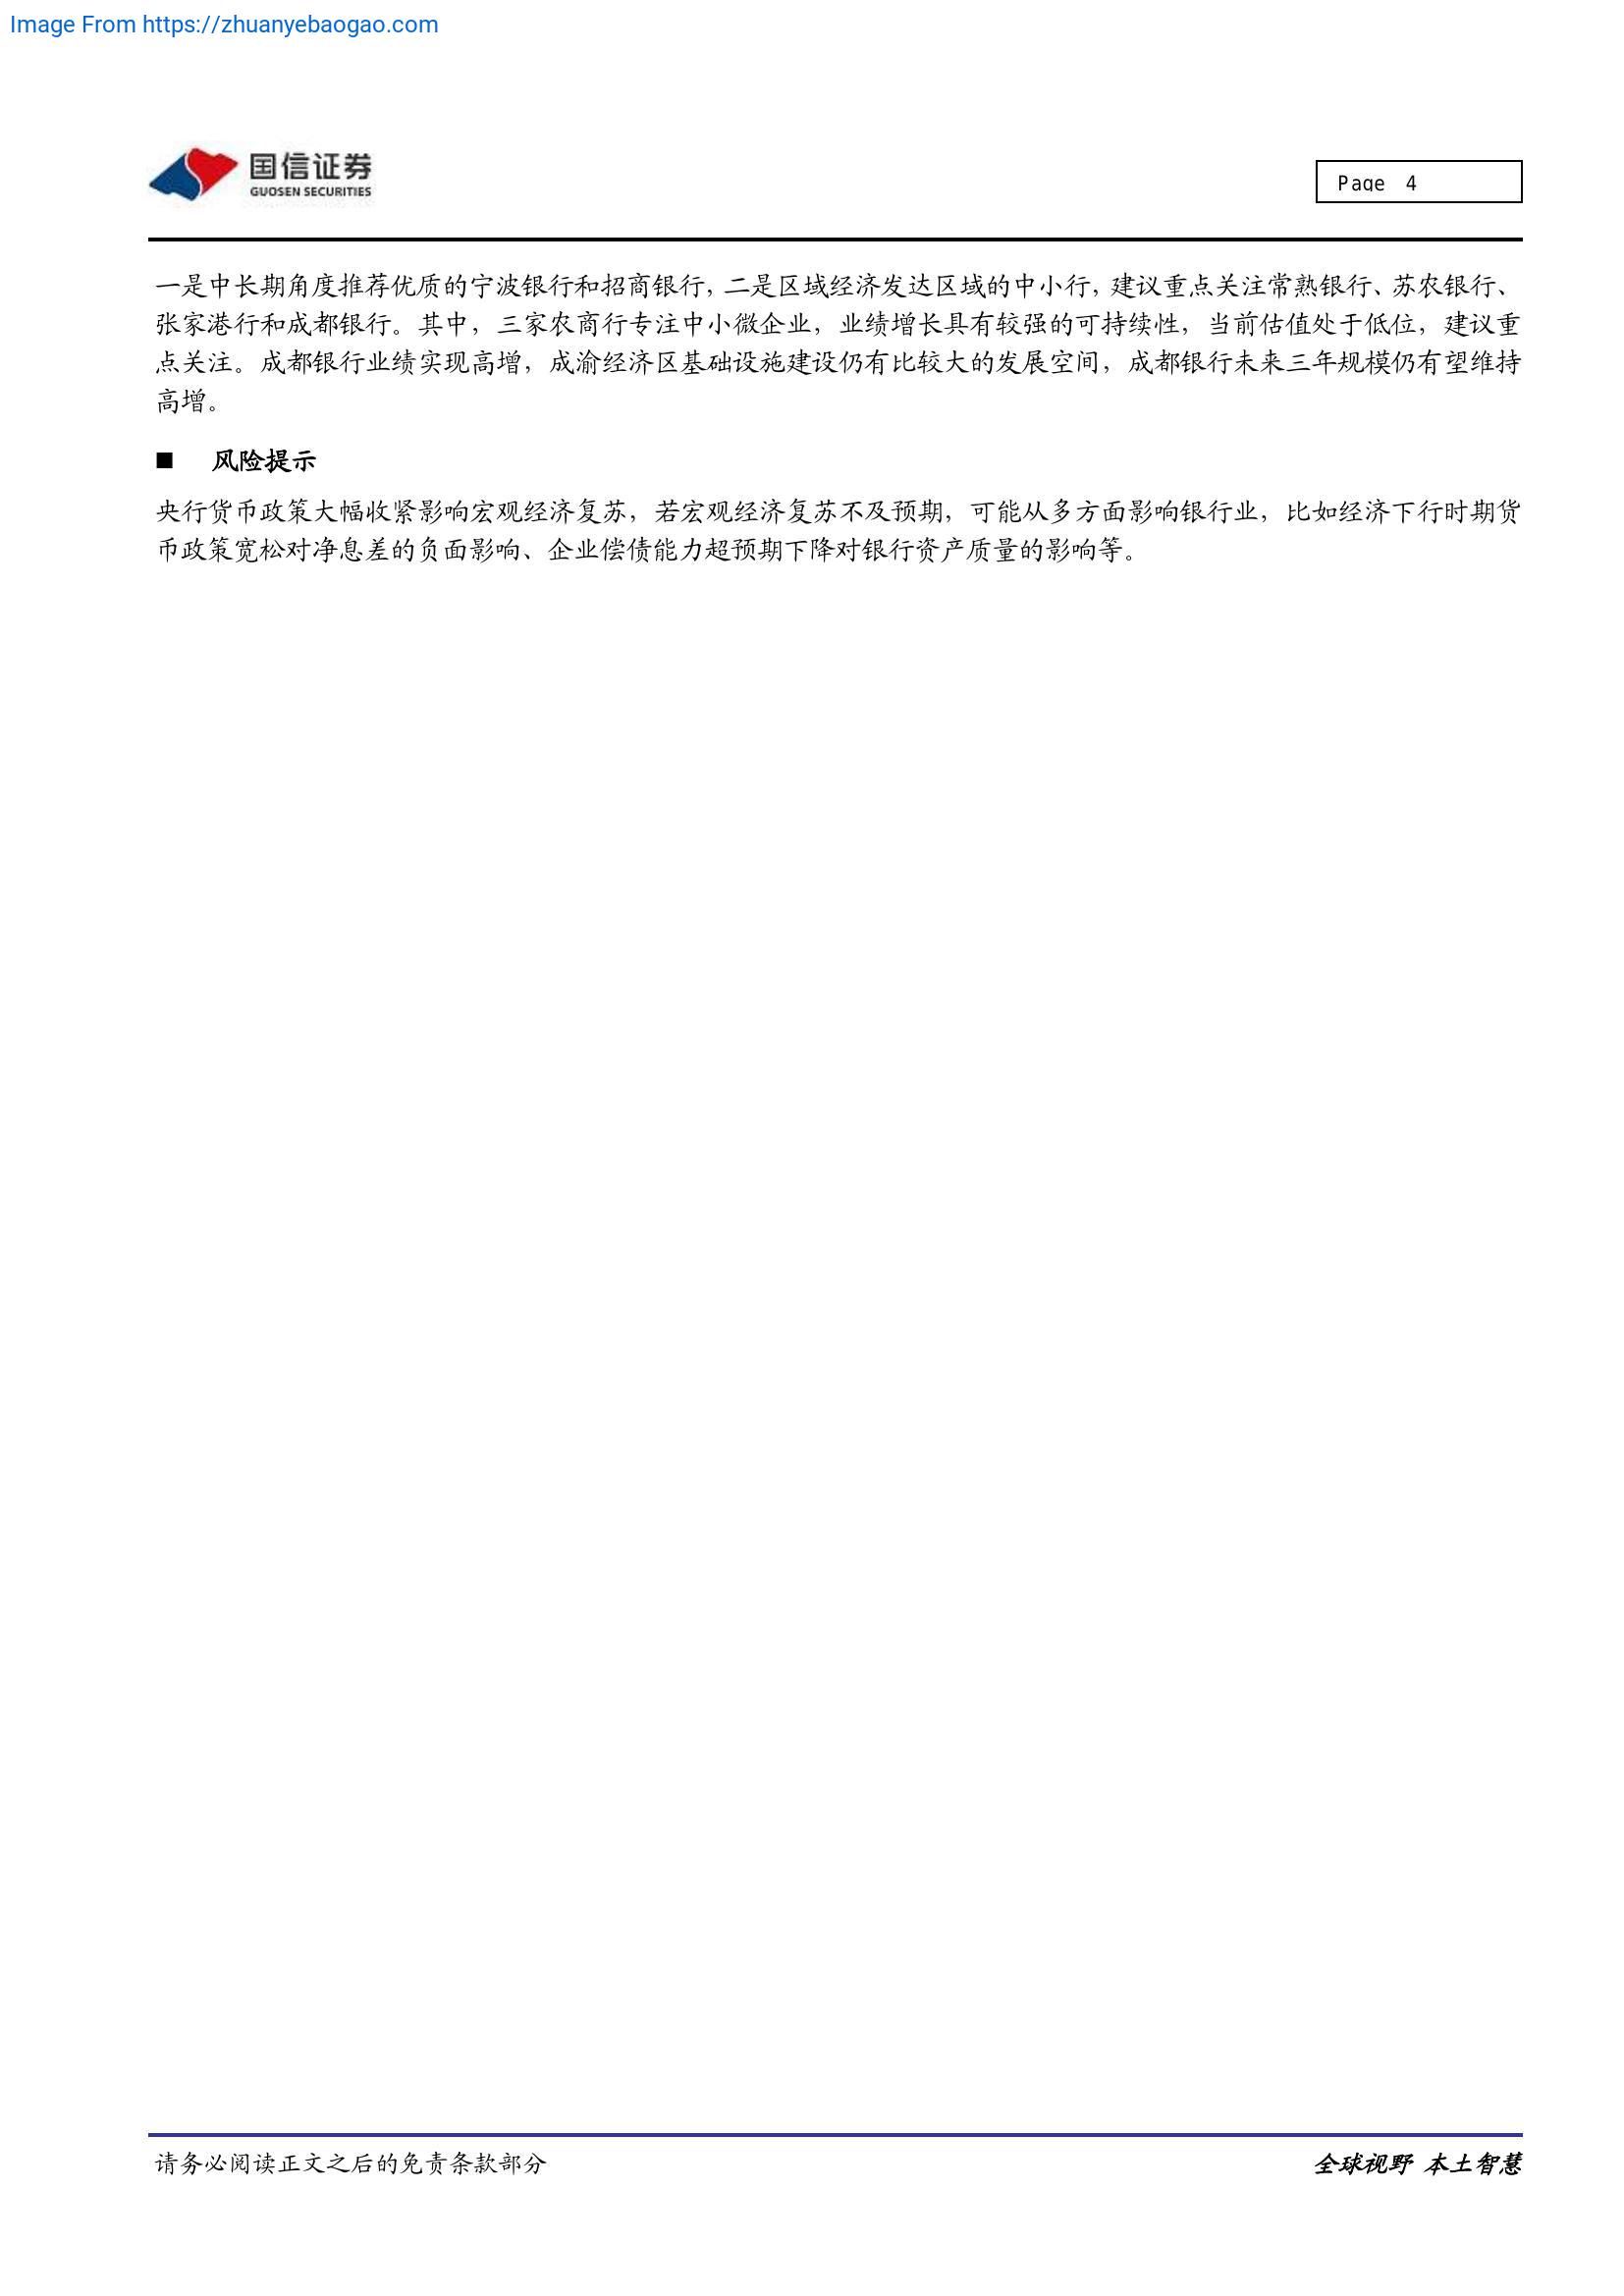 Image From https://zhuanyebaogao.com
国信证券
GUOSEN SECURITIES
Page 4
一是中长期角度推荐优质的宁波银行和招商银行，二是区域经济发达区域的中小行，建议重点关注常熟银行、苏农银行、
张家港行和成都银行。其中，三家农商行专注中小微企业，业绩增长具有较强的可持续性，当前估值处于低位，建议重
点关注。成都银行业绩实现高增，成渝经济区基础设施建设仍有比较大的发展空间，成都银行未来三年规模仍有望维持
高增。
■ 风险提示
央行货币政策大幅收紧影响宏观经济复苏，若宏观经济复苏不及预期，可能从多方面影响银行业，比如经济下行时期货
币政策宽松对净息差的负面影响、企业偿债能力超预期下降对银行资产质量的影响等。
请务必阅读正文之后的免责条款部分
全球视野 本土智慧